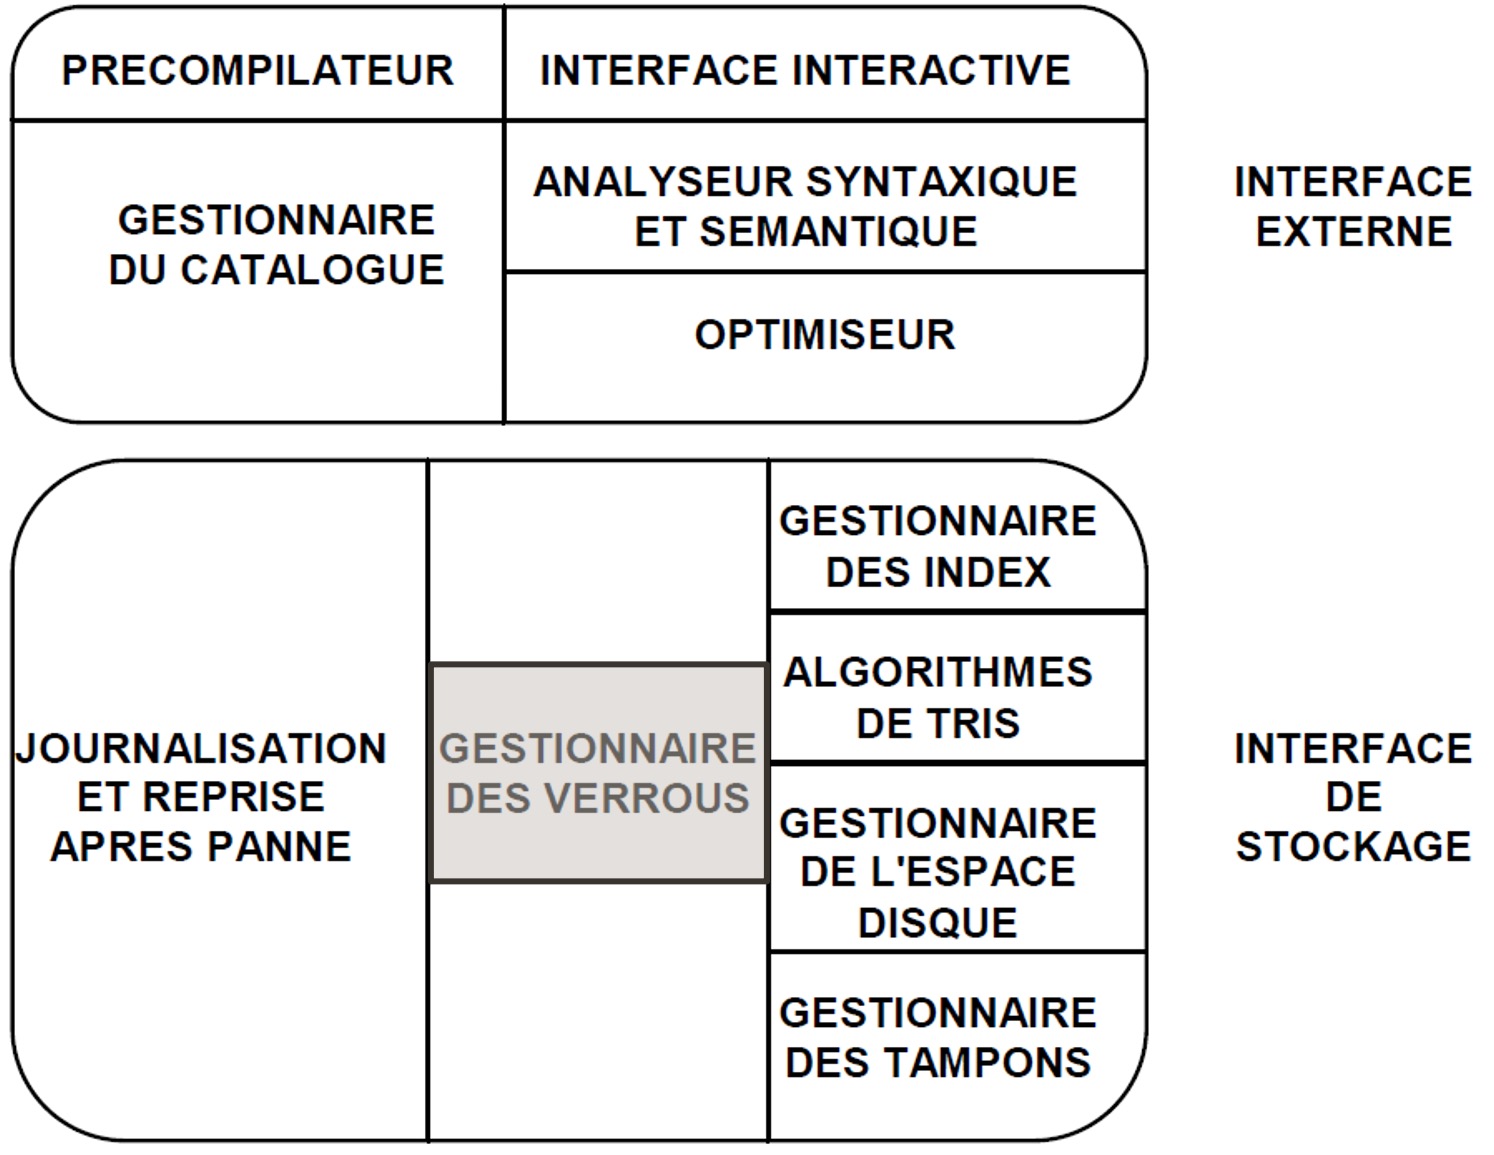 PRECOMPILATEUR
INTERFACE INTERACTIVE
GESTIONNAIRE
DU CATALOGUE
ANALYSEUR SYNTAXIQUE
ET SEMANTIQUE
OPTIMISEUR
INTERFACE
EXTERNE
JOURNALISATION
ET REPRISE
APRES PANNE
GESTIONNAIRE
DES VERROUS
GESTIONNAIRE
DES INDEX
ALGORITHMES
DE TRIS
GESTIONNAIRE
DE L'ESPACE
DISQUE
GESTIONNAIRE
DES TAMPONS
INTERFACE
DE
STOCKAGE